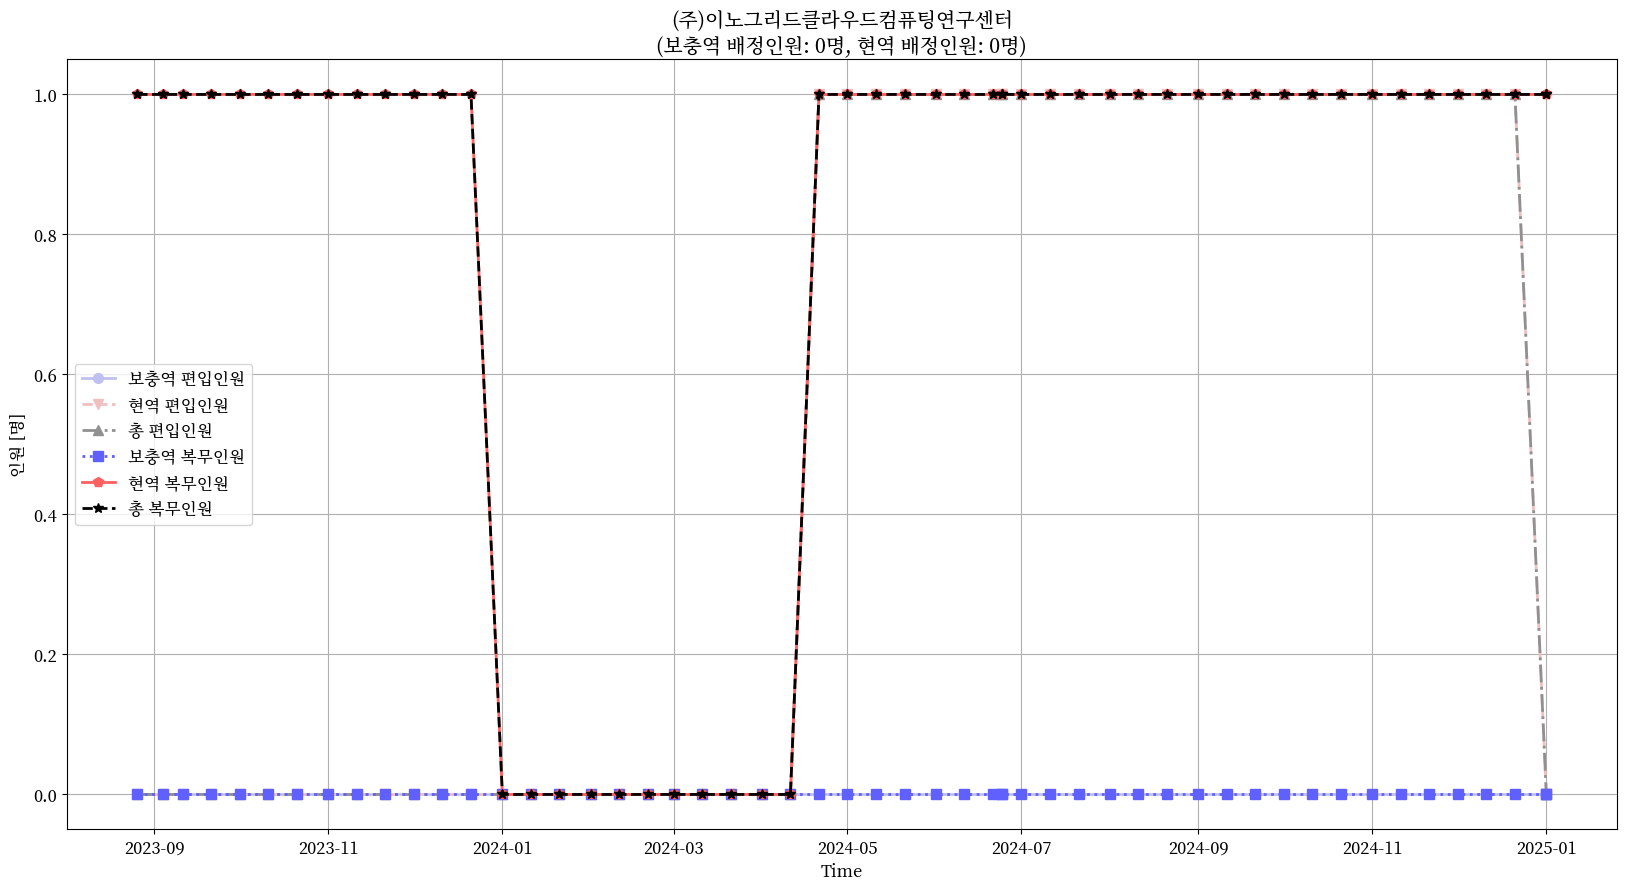 (주)이노그리드클라우드컴퓨팅연구센터
(보충역 배정인원: 0명, 현역 배정인원: 0명)
1.0
0.8
0.6
0.4
0.2
0.0
인원 [명]
보충역 편입인원
현역 편입인원
총 편입인원
보충역 복무인원
현역 복무인원
총 복무인원
2023-09 2023-11 2024-01 2024-03 2024-05 2024-07 2024-09 2024-11 2025-01
Time